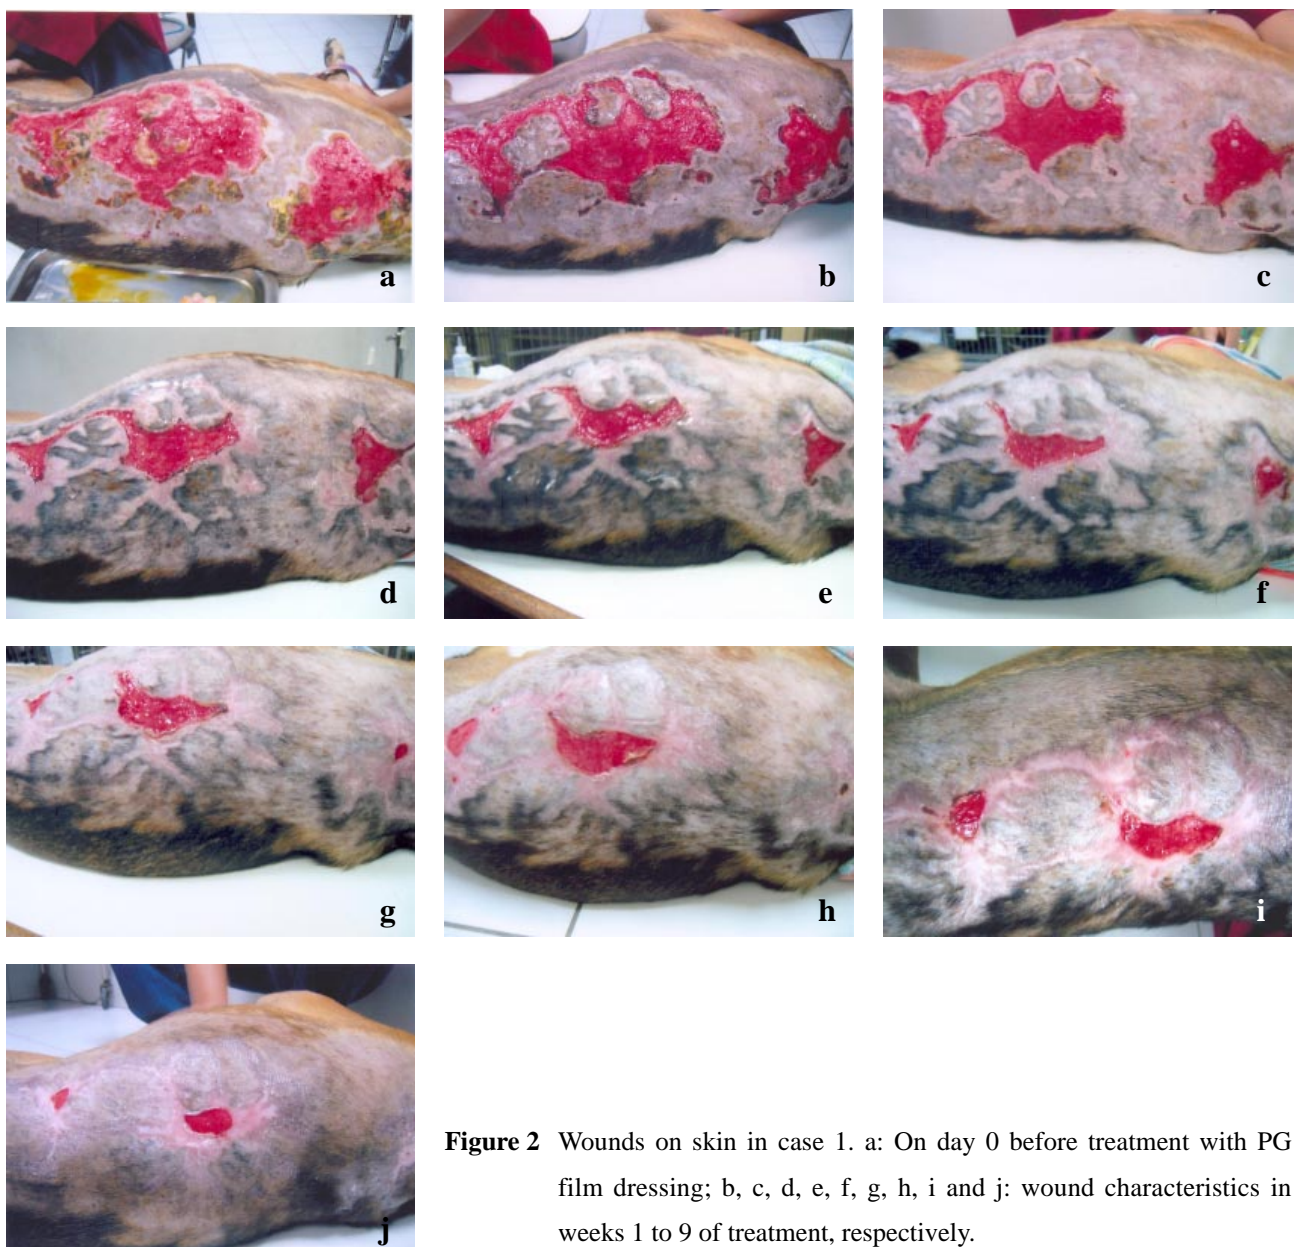 a
b
c
d
e
f
g
h
i
j
Figure 2 Wounds on skin in case 1. a: On day 0 before treatment with PG
film dressing; b, c, d, e, f, g, h, i and j: wound characteristics in
weeks 1 to 9 of treatment, respectively.